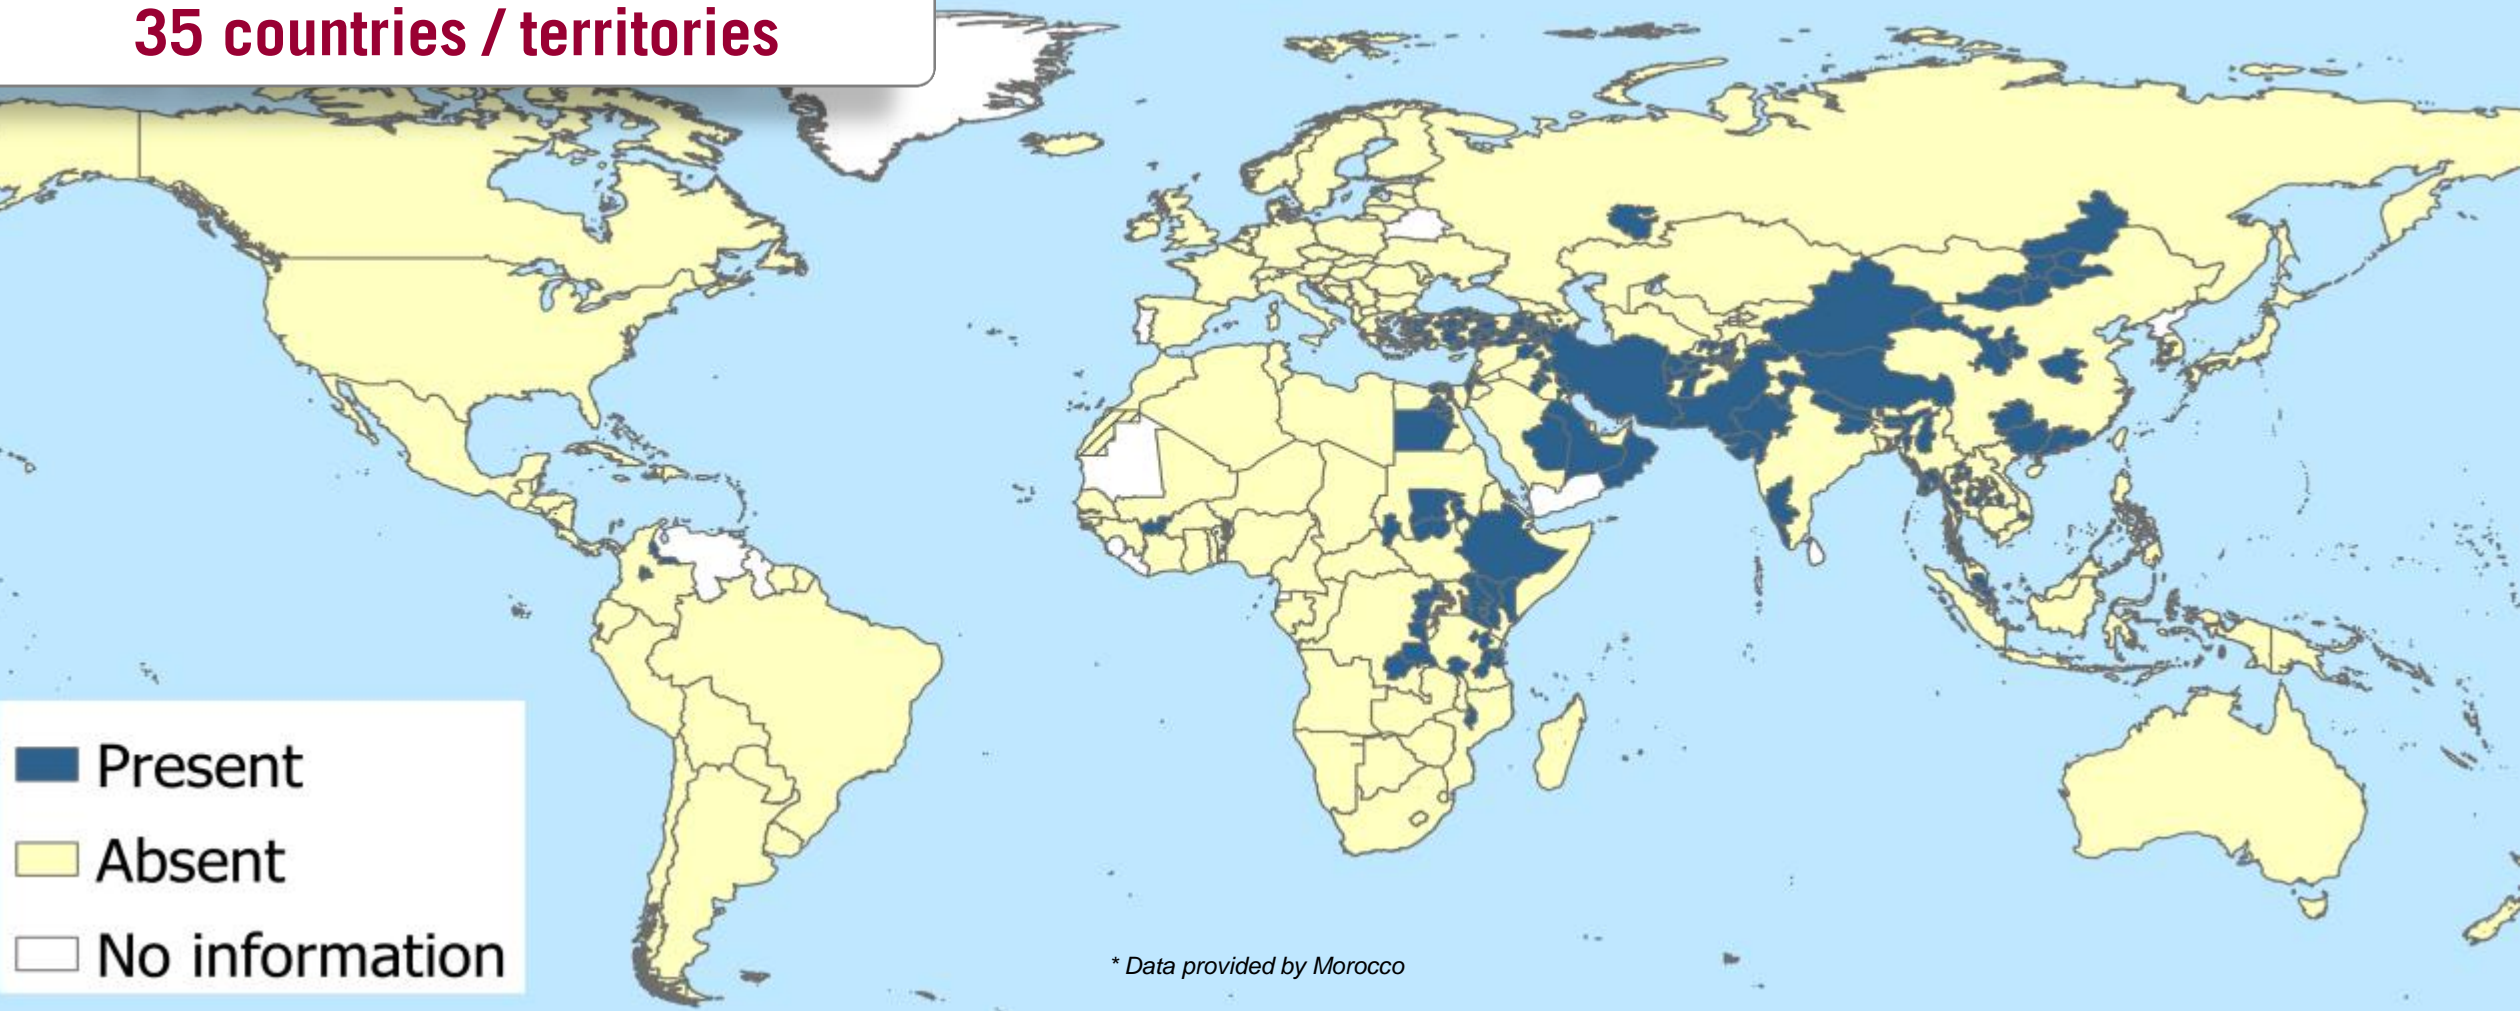 35 countries / territories
Present
Absent
No information
* Data provided by Morocco